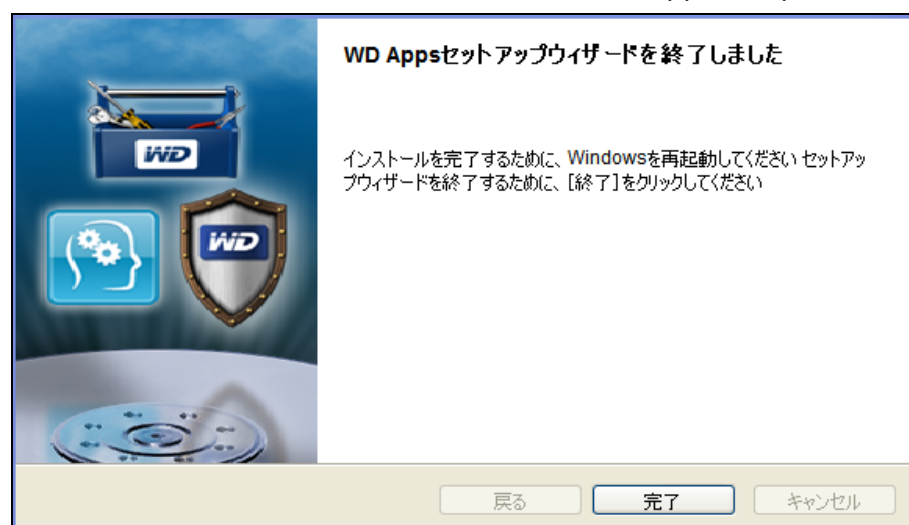 WD Appsセットアップウィザードを終了しました
インストールを完了するために、Windowsを再起動してください セットアッ
プウィザードを終了するために、[終了]をクリックしてください
WD
WD
戻る
完了
キャンセル